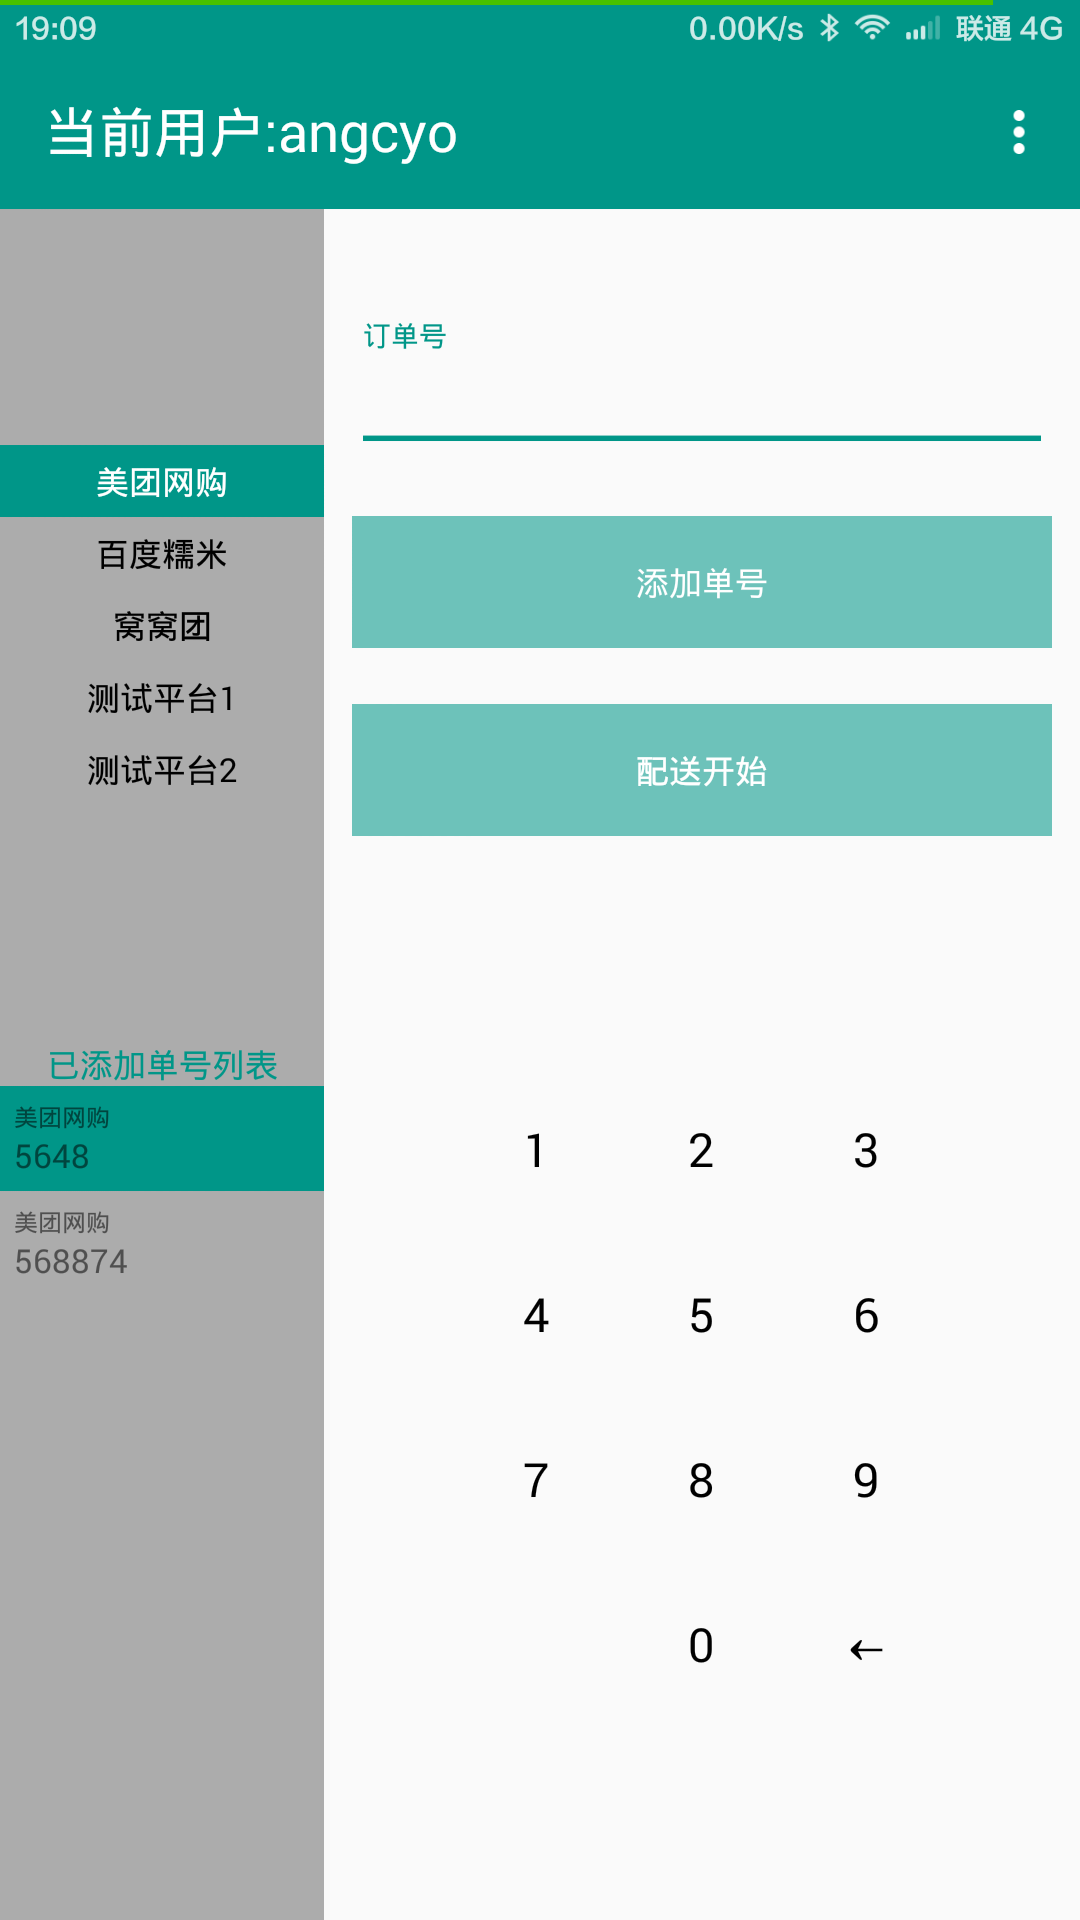 19:09 0.00K/s 联通 4G
当前用户:angcyo
订单号
美团网购
百度糯米
窝窝团
测试平台1
测试平台2
添加单号
配送开始
已添加单号列表
美团网购
5648
美团网购
568874
1 2 3
4 5 6
7 8 9
0 ←